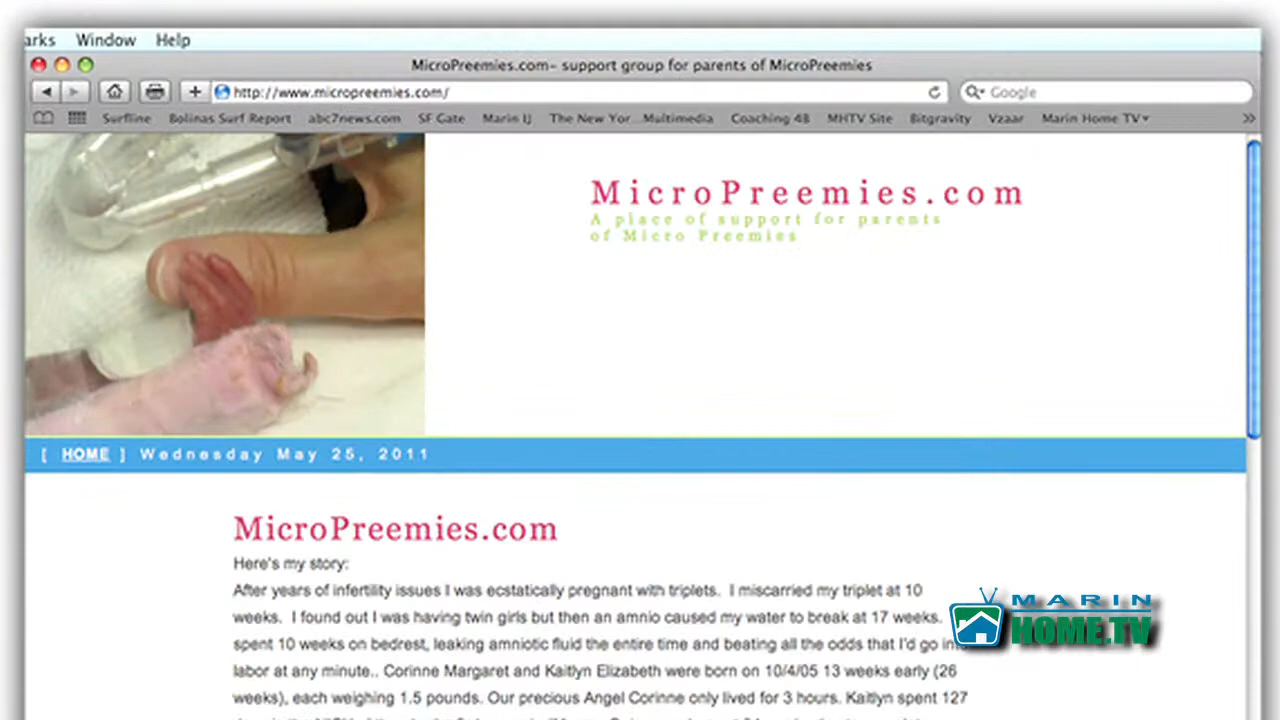 arks Window Help
MicroPreemies.com– support group for parents of MicroPreemies
http://www.micropreemies.com/ Google
Surfline Bolinas Surf Report abc7news.com SF Gate Marin IJ The New Yor...Multimedia Coaching 4B MHTV Site Bitgravity Vzaar Marin Home TV
MicroPreemies.com
A place of support for parents
of Micro Preemies
[ HOME ] Wednesday May 25, 2011
MicroPreemies.com
Here's my story:
After years of infertility issues I was ecstatically pregnant with triplets. I miscarried my triplet at 10
weeks. I found out I was having twin girls but then an amnio caused my water to break at 17 weeks.
spent 10 weeks on bedrest, leaking amniotic fluid the entire time and beating all the odds that I'd go
labor at any minute.. Corinne Margaret and Kaitlyn Elizabeth were born on 10/4/05 13 weeks early (26
weeks), each weighing 1.5 pounds. Our precious Angel Corinne only lived for 3 hours. Kaitlyn spent 127
MARIN
HOME.TV